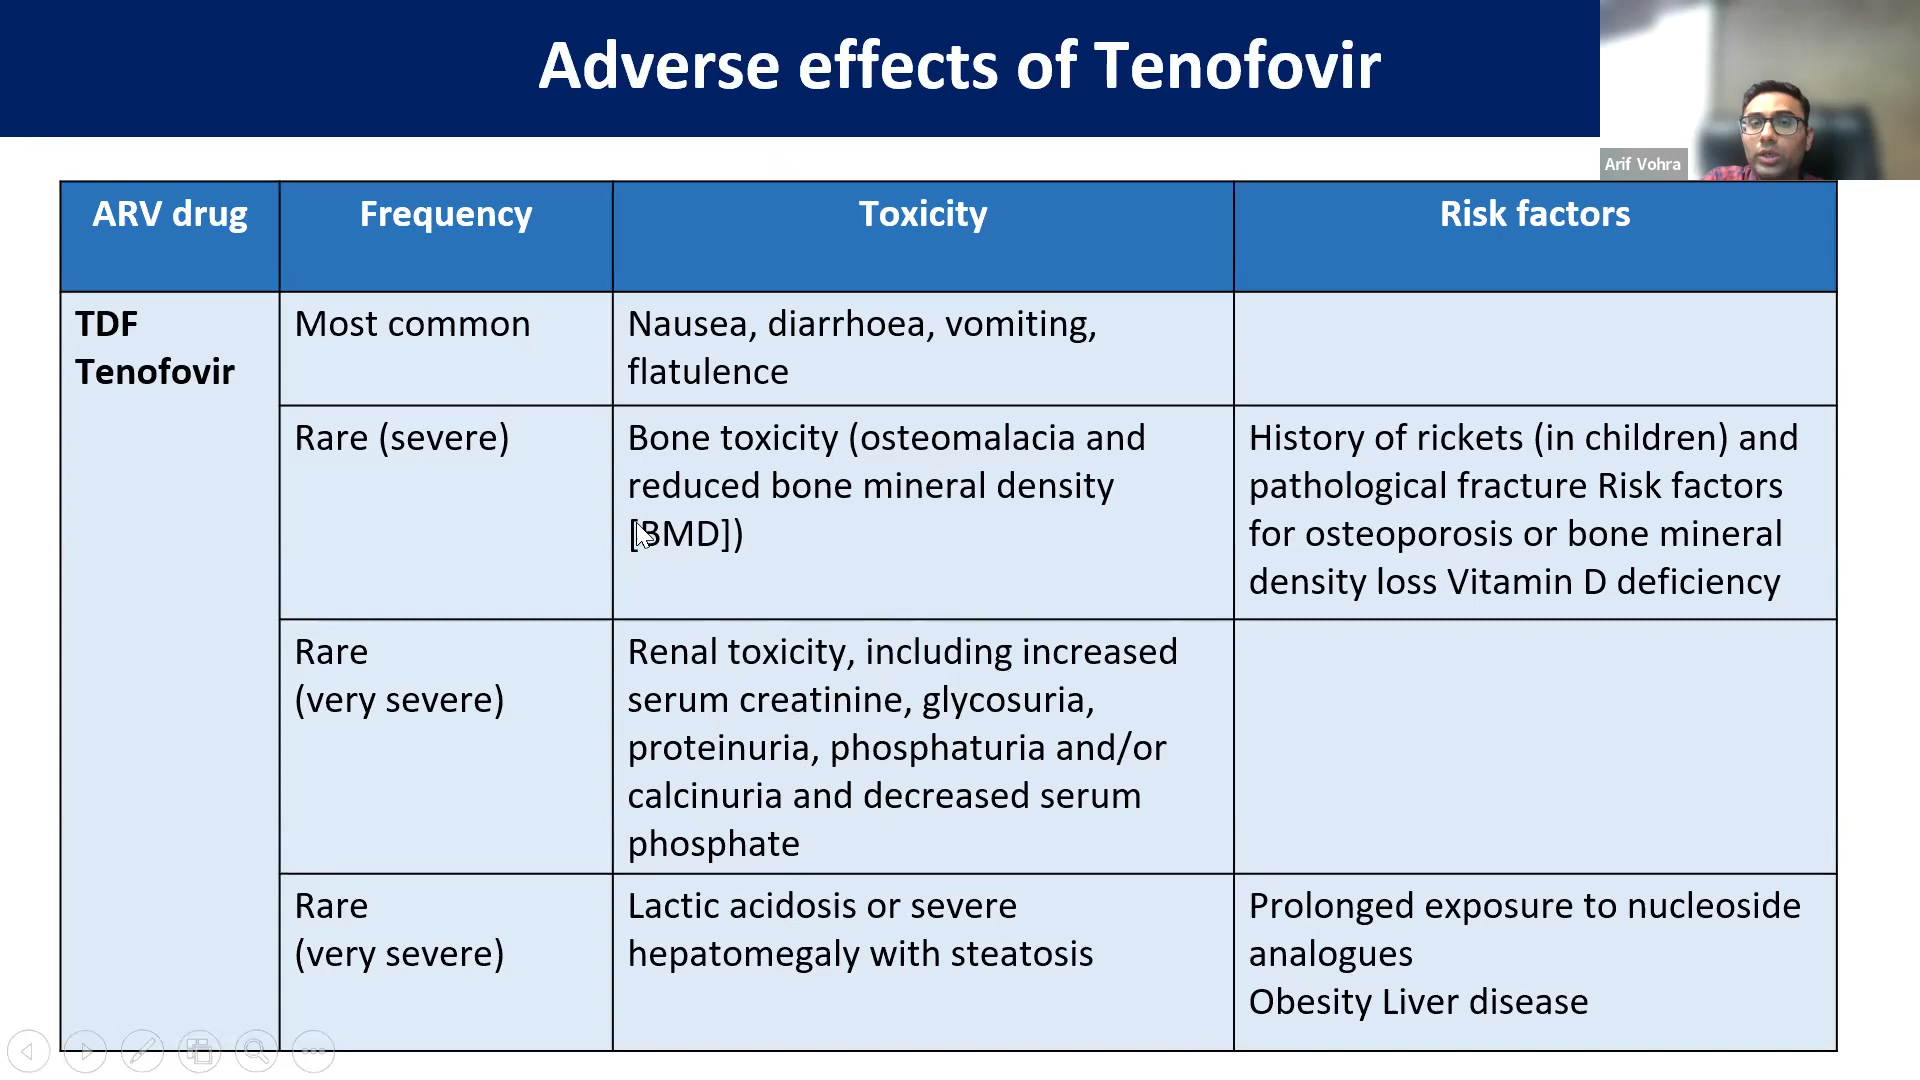 Adverse effects of Tenofovir
Arif Vohra
ARV drug
Frequency
Toxicity
Risk factors
TDF
Tenofovir
Most common
Nausea, diarrhoea, vomiting,
flatulence
Rare (severe)
Bone toxicity (osteomalacia and
reduced bone mineral density
[BMD])
History of rickets (in children) and
pathological fracture Risk factors
for osteoporosis or bone mineral
density loss Vitamin D deficiency
Rare
(very severe)
Renal toxicity, including increased
serum creatinine, glycosuria,
proteinuria, phosphaturia and/or
calcinuria and decreased serum
phosphate
Rare
(very severe)
Lactic acidosis or severe
hepatomegaly with steatosis
Prolonged exposure to nucleoside
analogues
Obesity Liver disease